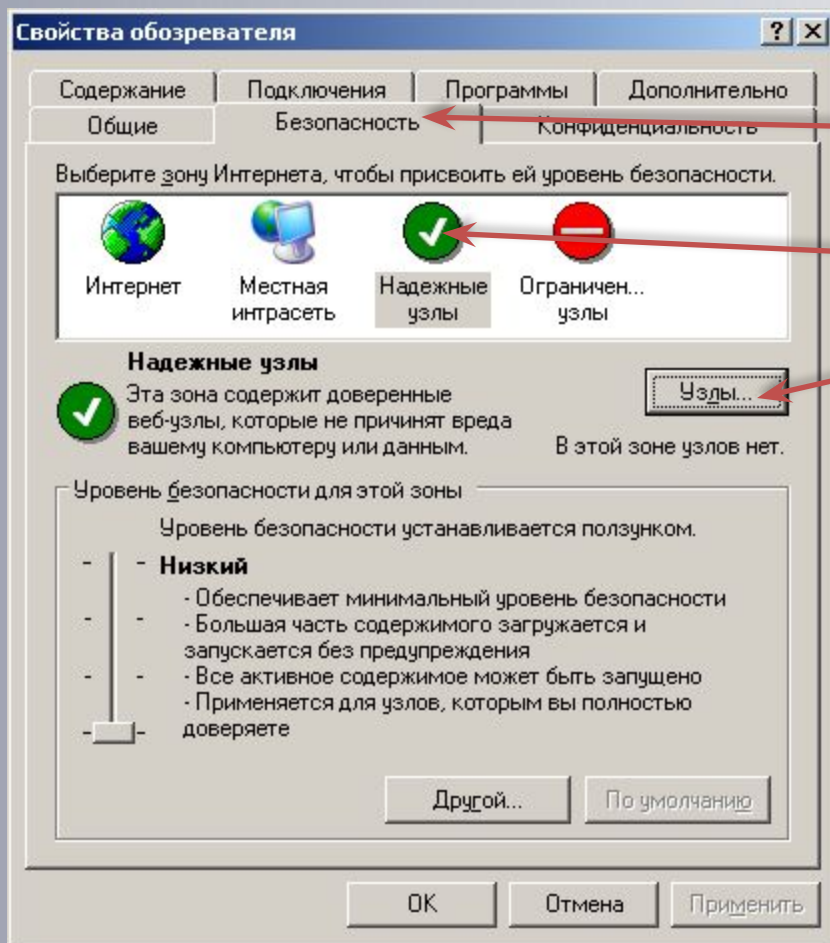 Свойства обозревателя
Содержание Подключения Программы Дополнительно
Общие Безопасность Конфиденциальность
Выберите зону Интернета, чтобы присвоить ей уровень безопасности.
Интернет Местная интрасеть Надежные узлы Ограничен... узлы
Надежные узлы
Эта зона содержит доверенные
веб-узлы, которые не причинят вреда
вашему компьютеру или данным.
Узлы...
В этой зоне узлов нет.
Уровень безопасности для этой зоны
Уровень безопасности устанавливается ползунком.
Низкий
- Обеспечивает минимальный уровень безопасности
- Большая часть содержимого загружается и
запускается без предупреждения
- Все активное содержимое может быть запущено
- Применяется для узлов, которым вы полностью
доверяете
Другой... По умолчанию
OK Отмена Применить